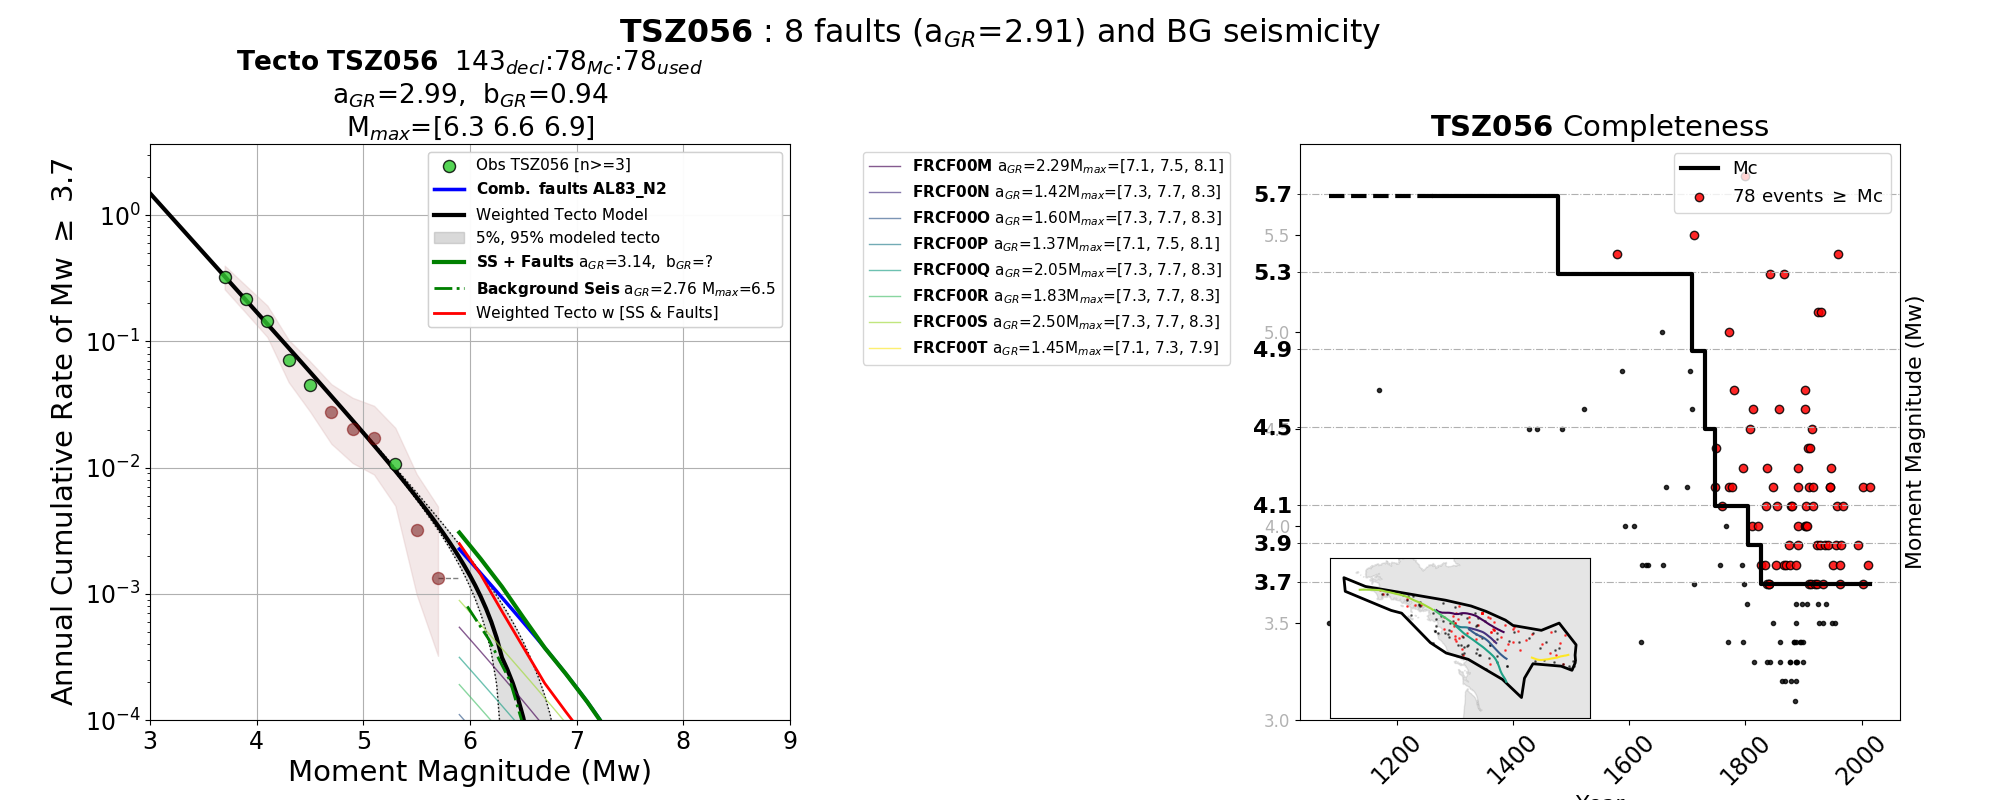 TSZ056 : 8 faults (aGR=2.91) and BG seismicity
Tecto TSZ056 143decl:78Mc:78used
aGR=2.99, bGR=0.94
Mmax=[6.3 6.6 6.9]
Annual Cumulative Rate of Mw ≥ 3.7
10^0
10^-1
10^-2
10^-3
10^-4
3 4 5 6 7 8 9
Moment Magnitude (Mw)
Obs TSZ056 [n>=3]
Comb. faults AL83_N2
Weighted Tecto Model
5%, 95% modeled tecto
SS + Faults aGR=3.14, bGR=?
Background Seis aGR=2.76 Mmax=6.5
Weighted Tecto w [SS & Faults]
FRCF00M aGR=2.29Mmax=[7.1, 7.5, 8.1]
FRCF00N aGR=1.42Mmax=[7.3, 7.7, 8.3]
FRCF00O aGR=1.60Mmax=[7.3, 7.7, 8.3]
FRCF00P aGR=1.37Mmax=[7.1, 7.5, 8.1]
FRCF00Q aGR=2.05Mmax=[7.3, 7.7, 8.3]
FRCF00R aGR=1.83Mmax=[7.3, 7.7, 8.3]
FRCF00S aGR=2.50Mmax=[7.3, 7.7, 8.3]
FRCF00T aGR=1.45Mmax=[7.1, 7.3, 7.9]
TSZ056 Completeness
Mc
78 events ≥ Mc
5.7
5.5
5.3
5.0
4.9
4.5
4.1
4.0
3.9
3.7
3.5
3.0
1200 1400 1600 1800 2000
Moment Magnitude (Mw)